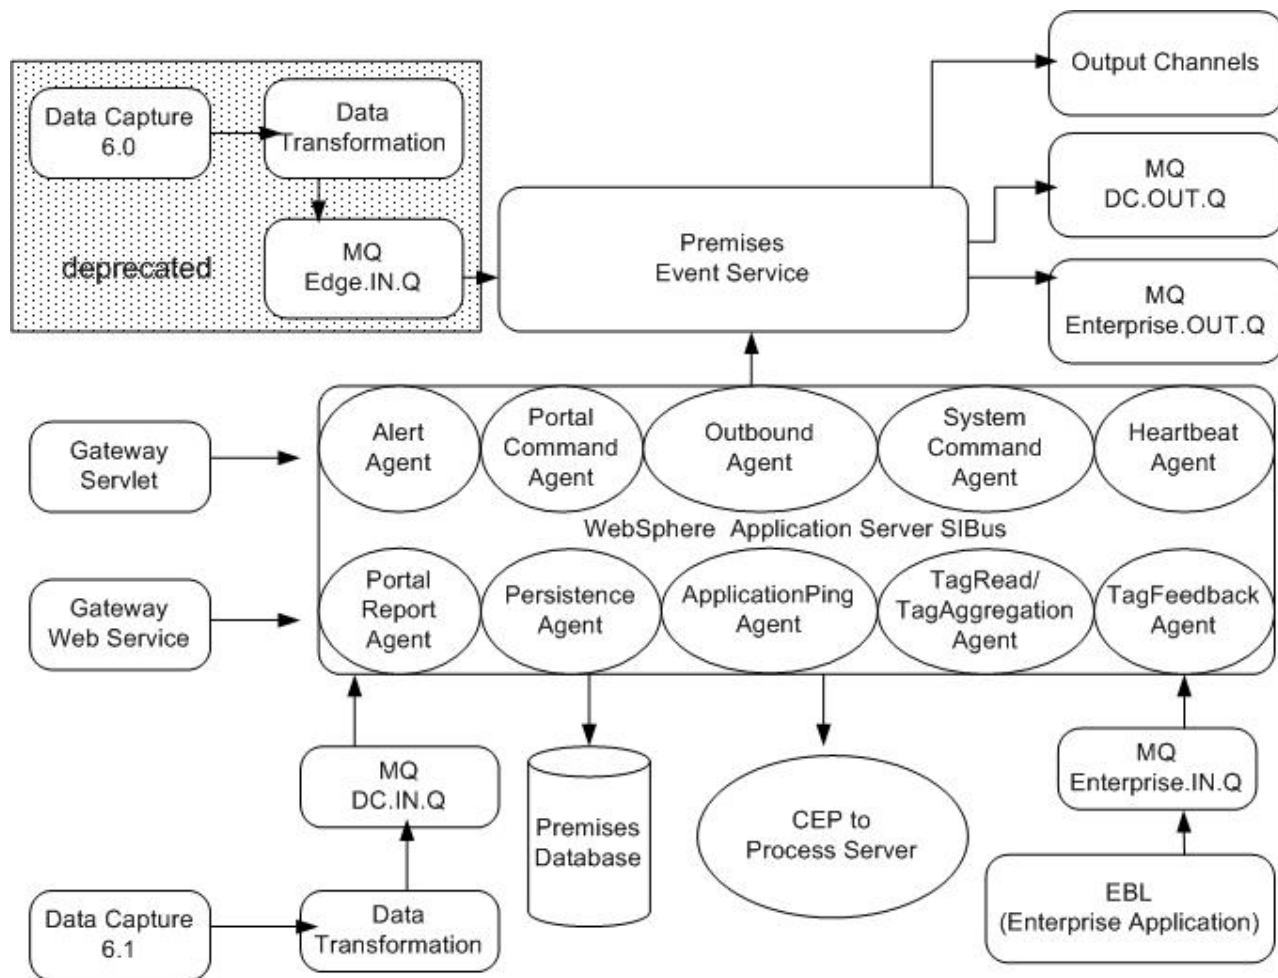 Output Channels
Data Capture
6.0
Data
Transformation
MQ
DC.OUT.Q
deprecated
MQ
Edge.IN.Q
Premises
Event Service
MQ
Enterprise.OUT.Q
Gateway
Servlet
Alert
Agent
Portal
Command
Agent
Outbound
Agent
System
Command
Agent
Heartbeat
Agent
WebSphere Application Server SIBus
Gateway
Web Service
Portal
Report
Agent
Persistence
Agent
ApplicationPing
Agent
TagRead/
TagAggregation
Agent
TagFeedback
Agent
MQ
DC.IN.Q
Premises
Database
CEP to
Process Server
MQ
Enterprise.IN.Q
Data Capture
6.1
Data
Transformation
EBL
(Enterprise Application)